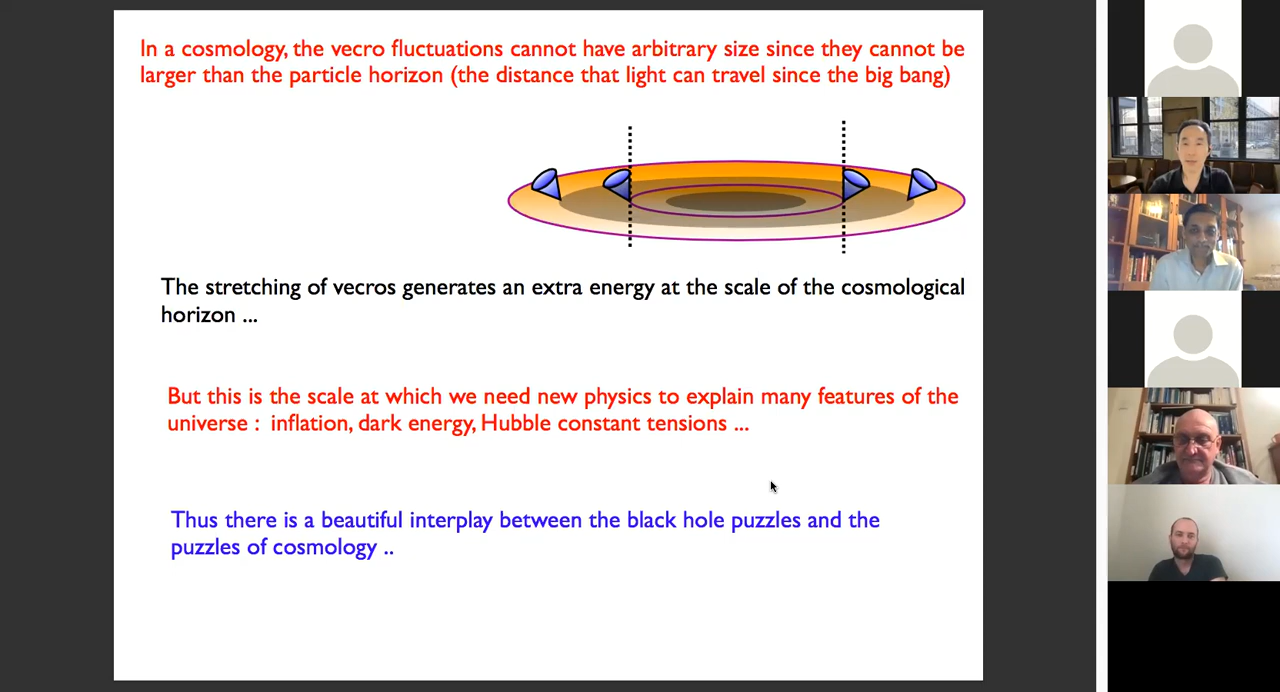 In a cosmology, the vecro fluctuations cannot have arbitrary size since they cannot be
larger than the particle horizon (the distance that light can travel since the big bang)
The stretching of vecros generates an extra energy at the scale of the cosmological
horizon ...
But this is the scale at which we need new physics to explain many features of the
universe : inflation, dark energy, Hubble constant tensions ...
Thus there is a beautiful interplay between the black hole puzzles and the
puzzles of cosmology ..